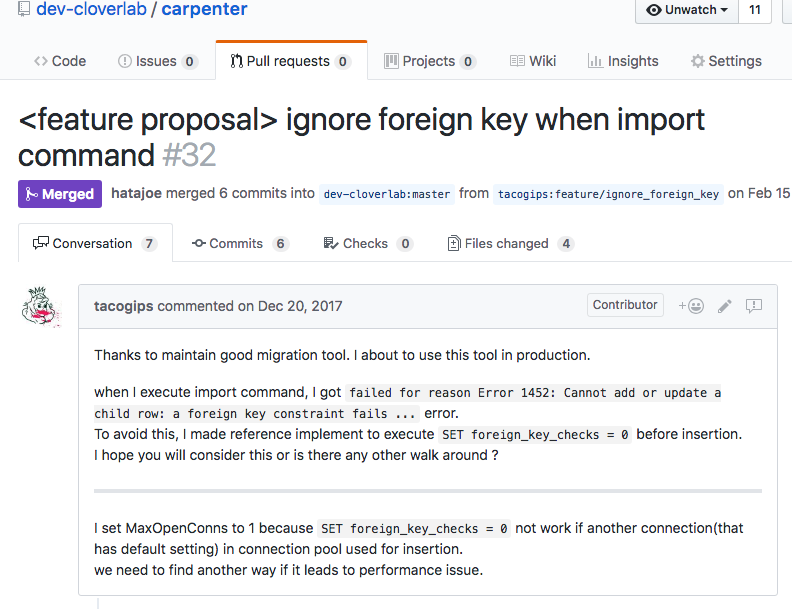 dev-cloverlab / carpenter
Unwatch 11
Code Issues 0 Pull requests 0 Projects 0 Wiki Insights Settings
<feature proposal> ignore foreign key when import
command #32
Merged hatajoe merged 6 commits into dev-cloverlab:master from tacogips:feature/ignore_foreign_key on Feb 15
Conversation 7 Commits 6 Checks 0 Files changed 4
tacogips commented on Dec 20, 2017 Contributor
Thanks to maintain good migration tool. I about to use this tool in production.
when I execute import command, I got failed for reason Error 1452: Cannot add or update a
child row: a foreign key constraint fails ... error.
To avoid this, I made reference implement to execute SET foreign_key_checks = 0 before insertion.
I hope you will consider this or is there any other walk around ?
I set MaxOpenConns to 1 because SET foreign_key_checks = 0 not work if another connection(that
has default setting) in connection pool used for insertion.
we need to find another way if it leads to performance issue.